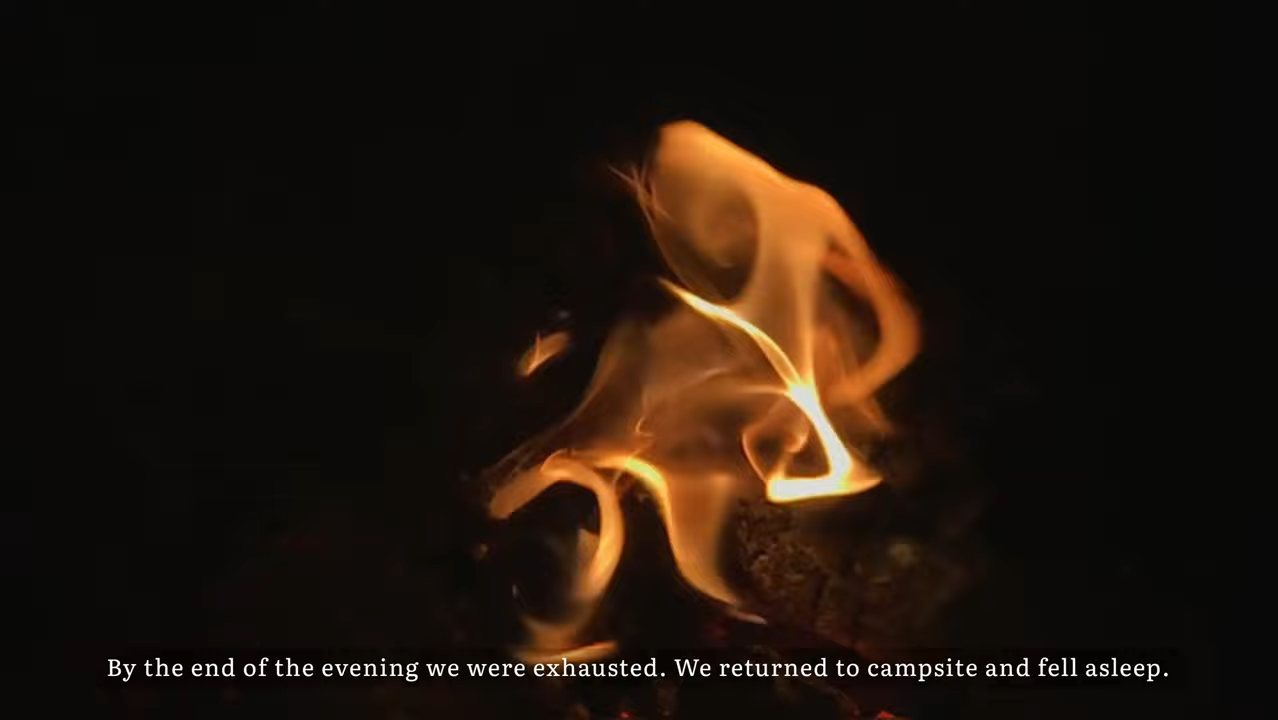 By the end of the evening we were exhausted. We returned to campsite and fell asleep.